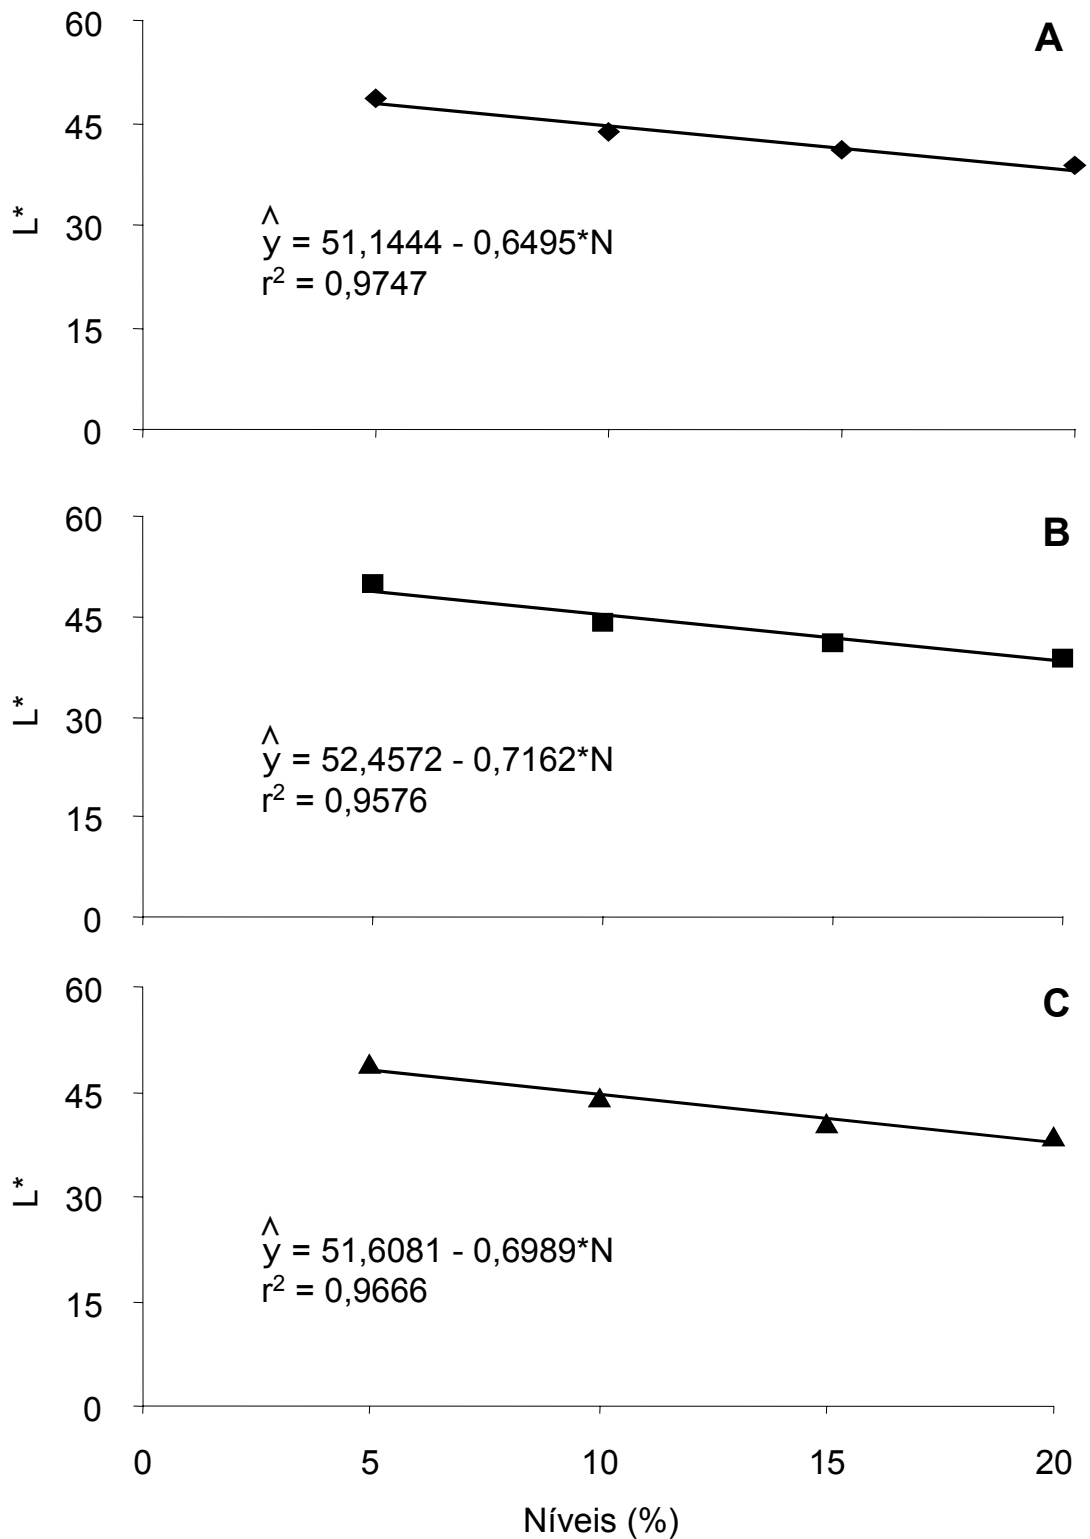 60
A
45
L*
30
ŷ = 51,1444 - 0,6495*N
r² = 0,9747
15
0
60
B
45
L*
30
ŷ = 52,4572 - 0,7162*N
r² = 0,9576
15
0
60
C
45
L*
30
ŷ = 51,6081 - 0,6989*N
r² = 0,9666
15
0
0 5 10 15 20
Níveis (%)